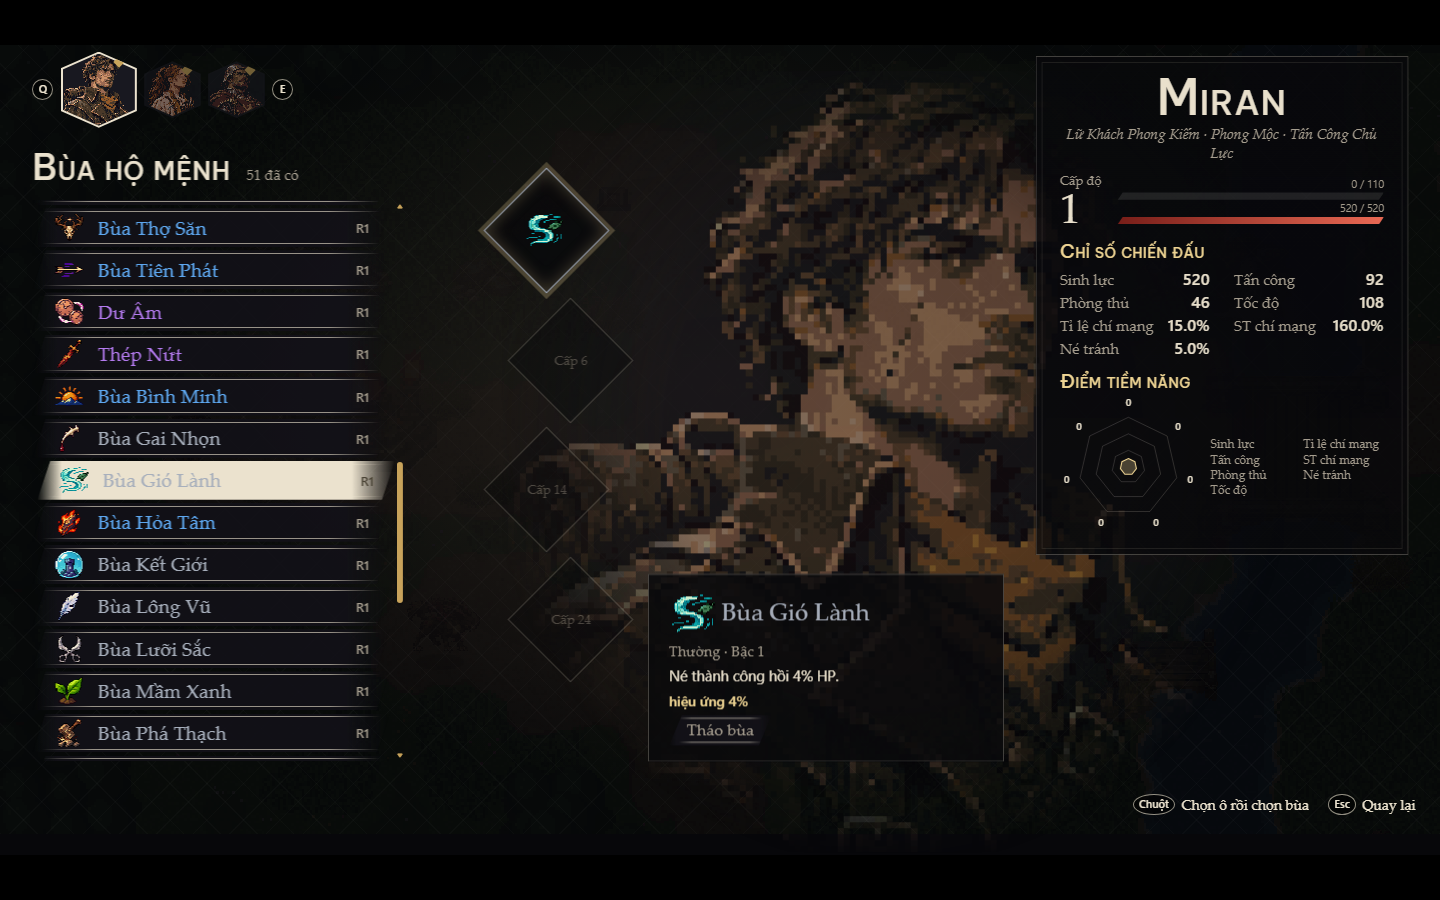 Q
E
BÙA HỘ MỆNH 51 đã có
Bùa Thợ Săn R1
Bùa Tiên Phát R1
Dư Âm R1
Thép Nứt R1
Bùa Bình Minh R1
Bùa Gai Nhọn R1
Bùa Gió Lành R1
Bùa Hỏa Tâm R1
Bùa Kết Giới R1
Bùa Lông Vũ R1
Bùa Lưỡi Sắc R1
Bùa Mầm Xanh R1
Bùa Phá Thạch R1
Cấp 6
Cấp 14
Cấp 24
Bùa Gió Lành
Thường · Bậc 1
Né thành công hồi 4% HP.
hiệu ứng 4%
Tháo bùa
MIRAN
Lữ Khách Phong Kiếm · Phong Mộc · Tấn Công Chủ
Lực
Cấp độ
1
0 / 110
520 / 520
CHỈ SỐ CHIẾN ĐẤU
Sinh lực 520 Tấn công 92
Phòng thủ 46 Tốc độ 108
Tỉ lệ chí mạng 15.0% ST chí mạng 160.0%
Né tránh 5.0%
ĐIỂM TIỀM NĂNG
0
0 0
0 0
0 0
Sinh lực Tỉ lệ chí mạng
Tấn công ST chí mạng
Phòng thủ Né tránh
Tốc độ
Chuột Chọn ô rồi chọn bùa Esc Quay lại